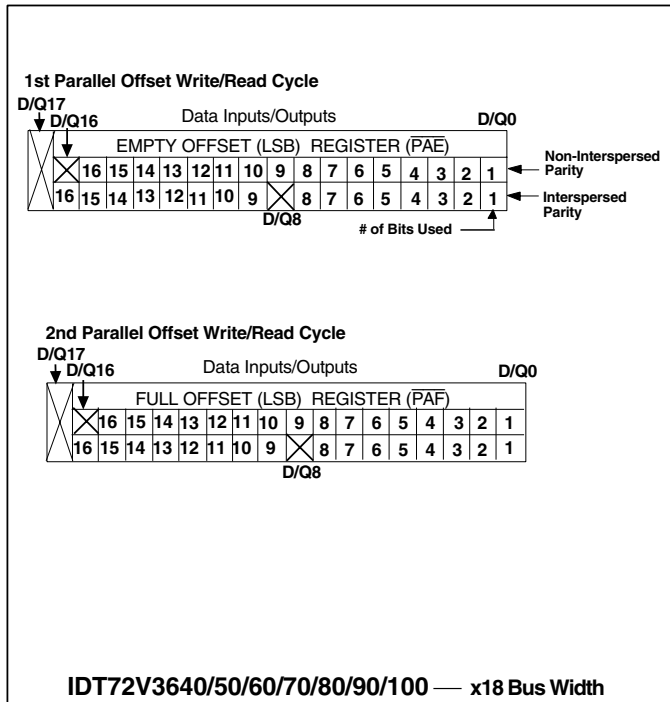 1st Parallel Offset Write/Read Cycle
D/Q17
D/Q16
Data Inputs/Outputs
D/Q0
EMPTY OFFSET (LSB) REGISTER (PAE)
16 15 14 13 12 11 10 9 8 7 6 5 4 3 2 1
Non-Interspersed
Parity
16 15 14 13 12 11 10 9 8 7 6 5 4 3 2 1
Interspersed
Parity
D/Q8
# of Bits Used
2nd Parallel Offset Write/Read Cycle
D/Q17
D/Q16
Data Inputs/Outputs
D/Q0
FULL OFFSET (LSB) REGISTER (PAF)
16 15 14 13 12 11 10 9 8 7 6 5 4 3 2 1
16 15 14 13 12 11 10 9 8 7 6 5 4 3 2 1
D/Q8
IDT72V3640/50/60/70/80/90/100 — x18 Bus Width